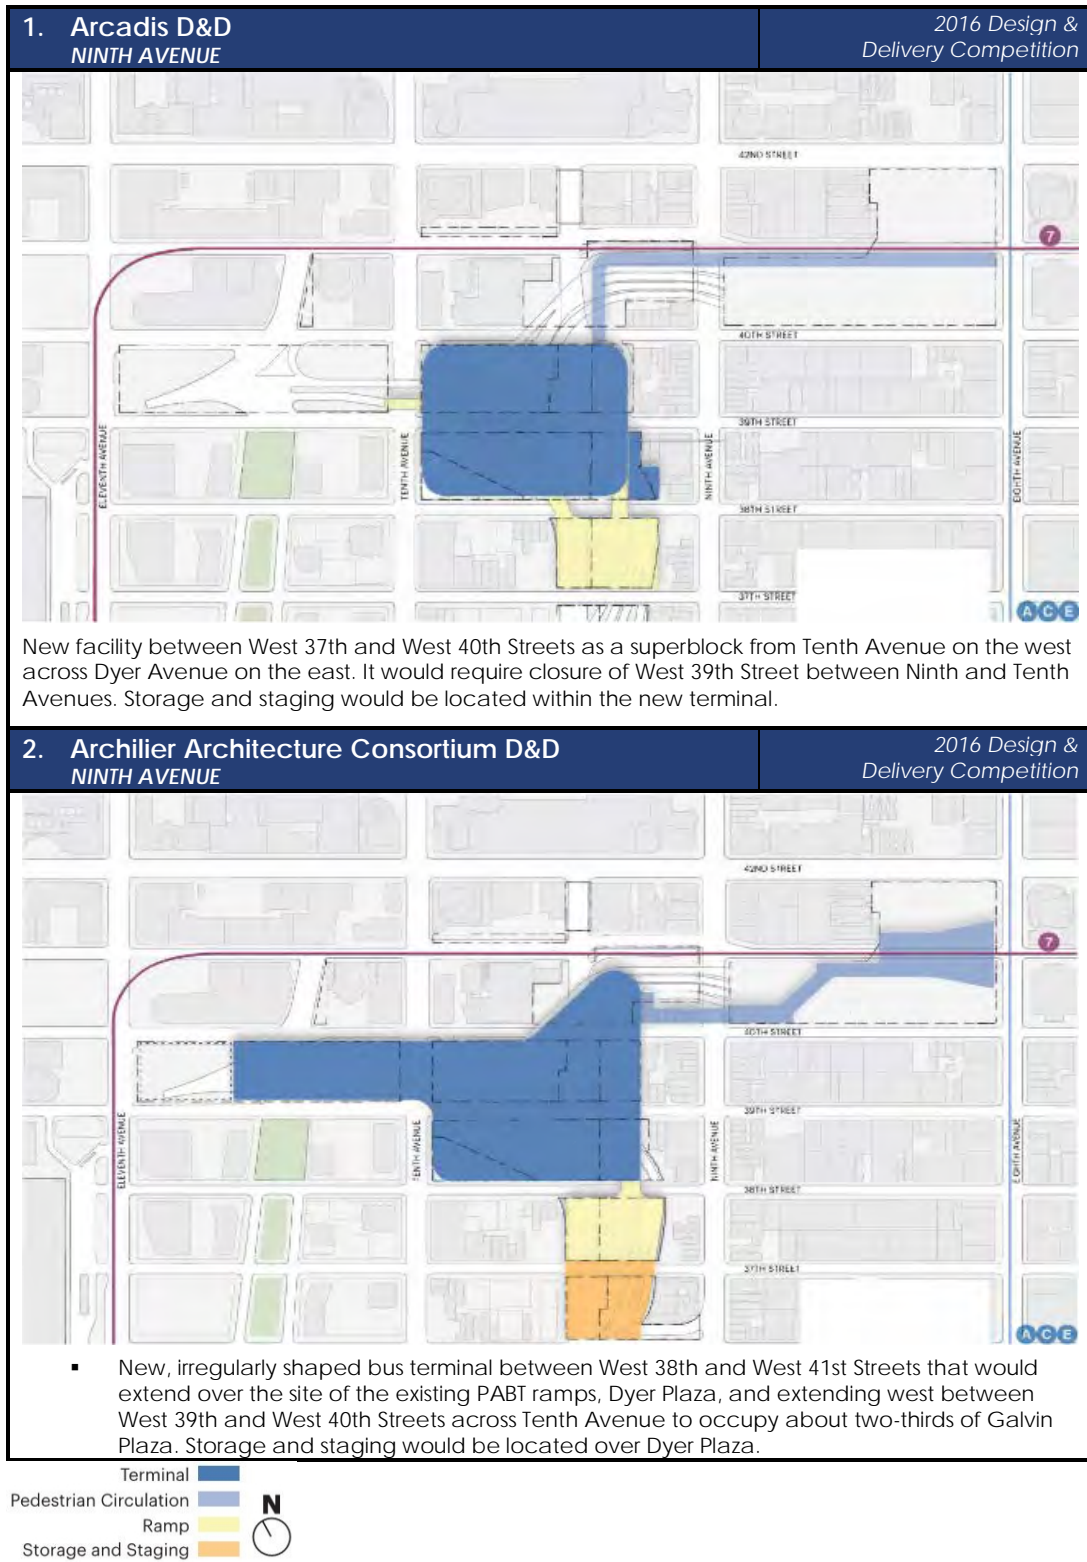 1. Arcadis D&D
NINTH AVENUE
2016 Design &
Delivery Competition
42ND STREET
7
40TH STREET
39TH STREET
ELEVENTH AVENUE
TENTH AVENUE
NINTH AVENUE
EIGHTH AVENUE
38TH STREET
37TH STREET
A C E
New facility between West 37th and West 40th Streets as a superblock from Tenth Avenue on the west
across Dyer Avenue on the east. It would require closure of West 39th Street between Ninth and Tenth
Avenues. Storage and staging would be located within the new terminal.
2. Archilier Architecture Consortium D&D
NINTH AVENUE
2016 Design &
Delivery Competition
42ND STREET
7
40TH STREET
39TH STREET
ELEVENTH AVENUE
TENTH AVENUE
NINTH AVENUE
EIGHTH AVENUE
38TH STREET
37TH STREET
A C E
▪ New, irregularly shaped bus terminal between West 38th and West 41st Streets that would
extend over the site of the existing PABT ramps, Dyer Plaza, and extending west between
West 39th and West 40th Streets across Tenth Avenue to occupy about two-thirds of Galvin
Plaza. Storage and staging would be located over Dyer Plaza.
Terminal
Pedestrian Circulation
Ramp
Storage and Staging
N